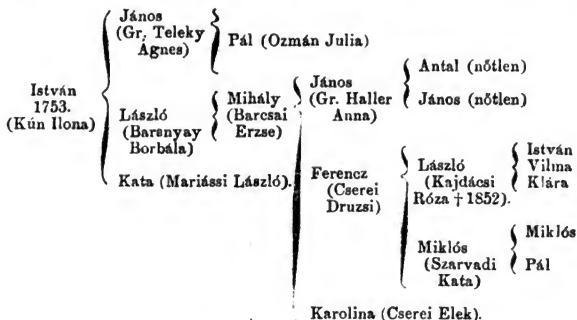 István
1753.
(Kún Ilona)
János
(Gr. Teleky
Ágnes)
Pál (Ozmán Julia)
László
(Baranyay
Borbála)
Mihály
(Barcsai
Erzse)
Kata (Mariássi László).
János
(Gr. Haller
Anna)
Antal (nőtlen)
János (nőtlen)
Ferencz
(Cserei
Druzsi)
László
(Kajdácsi
Róza † 1852).
István
Vilma
Klára
Miklós
(Szarvadi
Kata)
Miklós
Pál
Karolina (Cserei Elek).